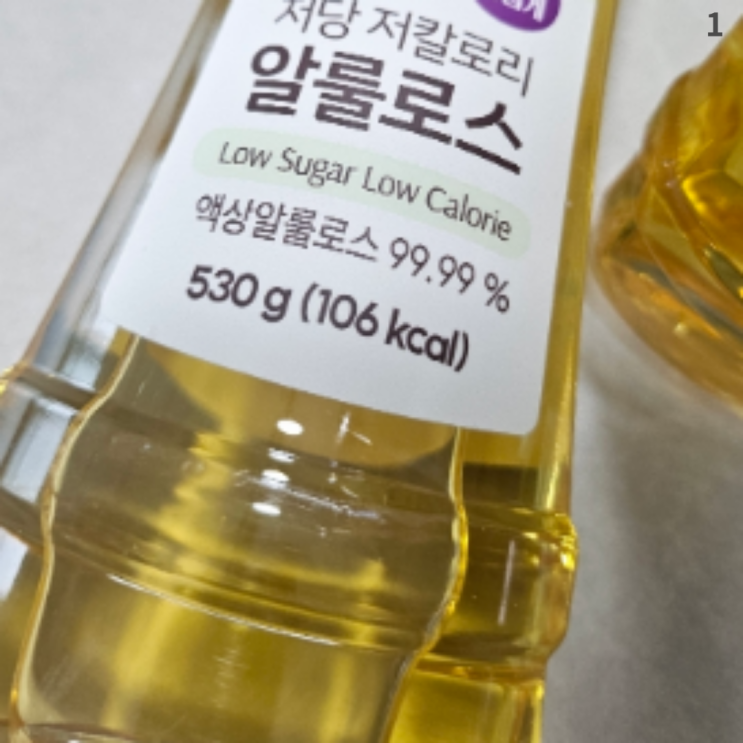 1
저당 저칼로리
알룰로스
Low Sugar Low Calorie
액상알룰로스 99.99 %
530 g (106 kcal)